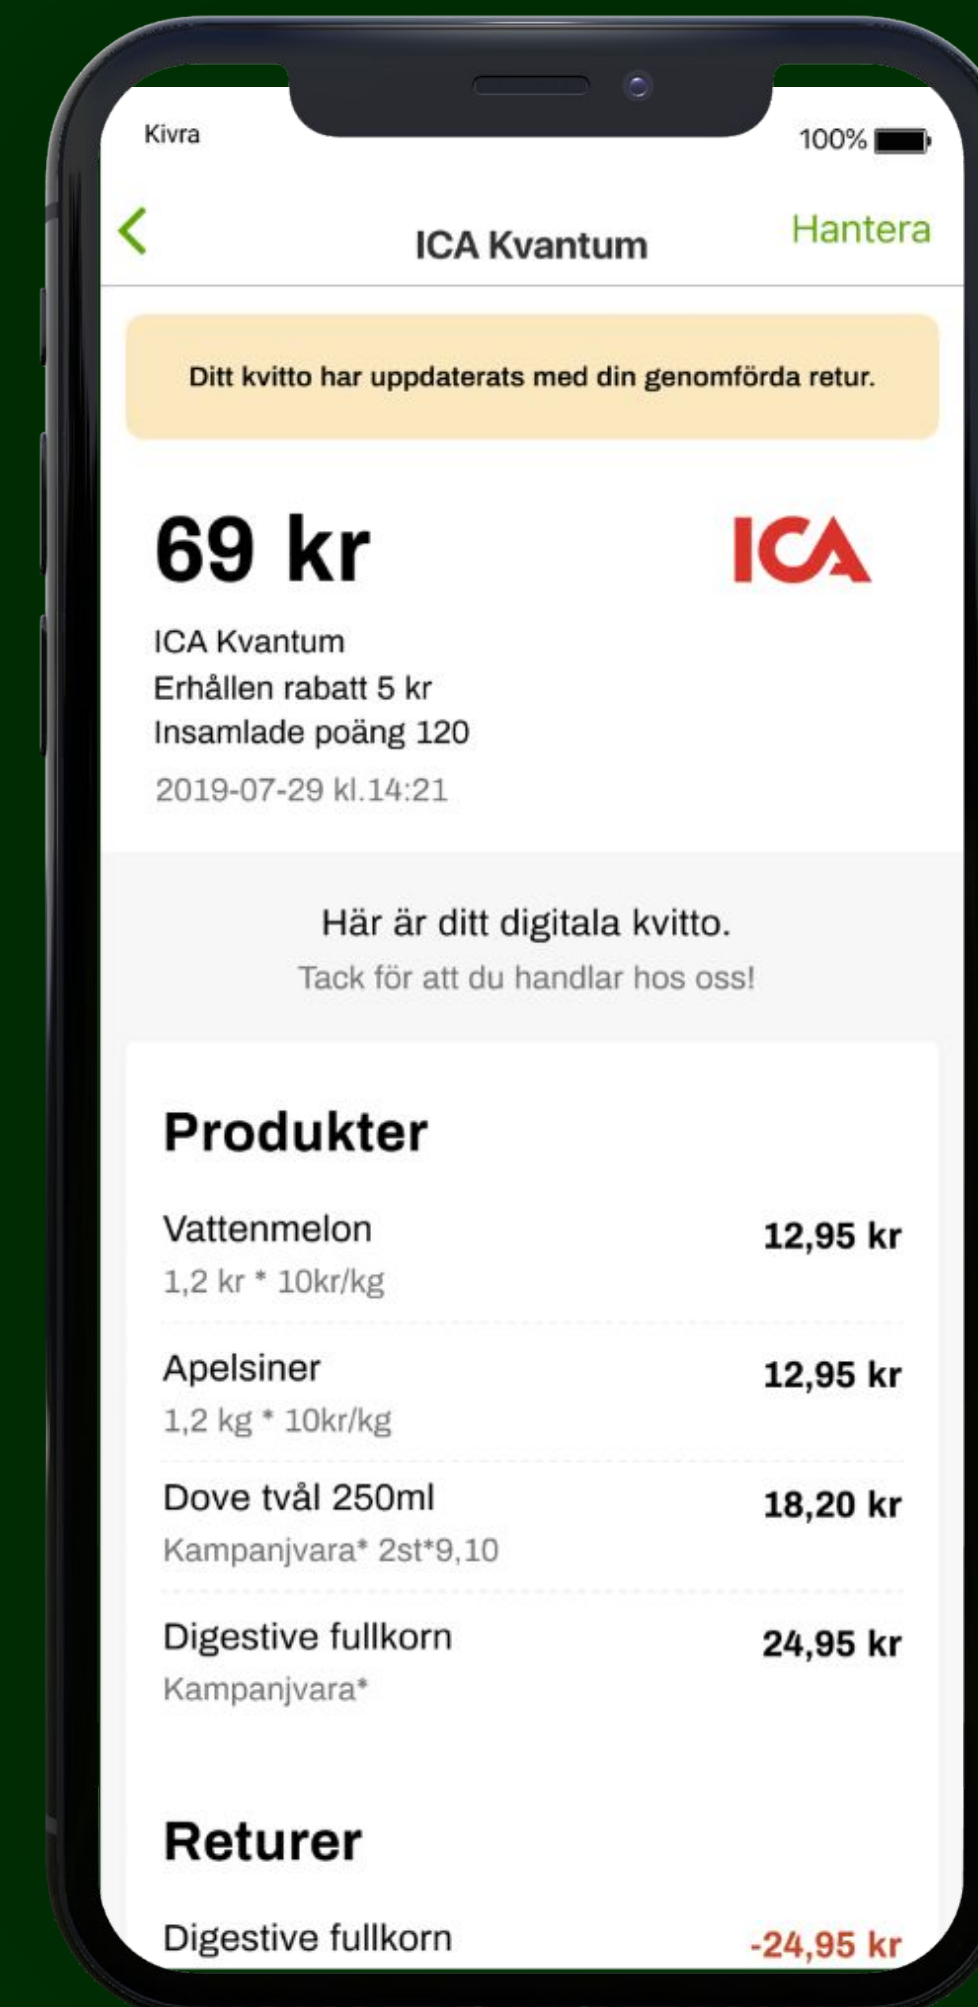 Kivra
100%
ICA Kvantum
Hantera
Ditt kvitto har uppdaterats med din genomförda retur.
69 kr
ICA
ICA Kvantum
Erhållen rabatt 5 kr
Insamlade poäng 120
2019-07-29 kl.14:21
Här är ditt digitala kvitto.
Tack för att du handlar hos oss!
Produkter
Vattenmelon 12,95 kr
1,2 kr * 10kr/kg
Apelsiner 12,95 kr
1,2 kg * 10kr/kg
Dove tvål 250ml 18,20 kr
Kampanjvara* 2st*9,10
Digestive fullkorn 24,95 kr
Kampanjvara*
Returer
Digestive fullkorn -24,95 kr